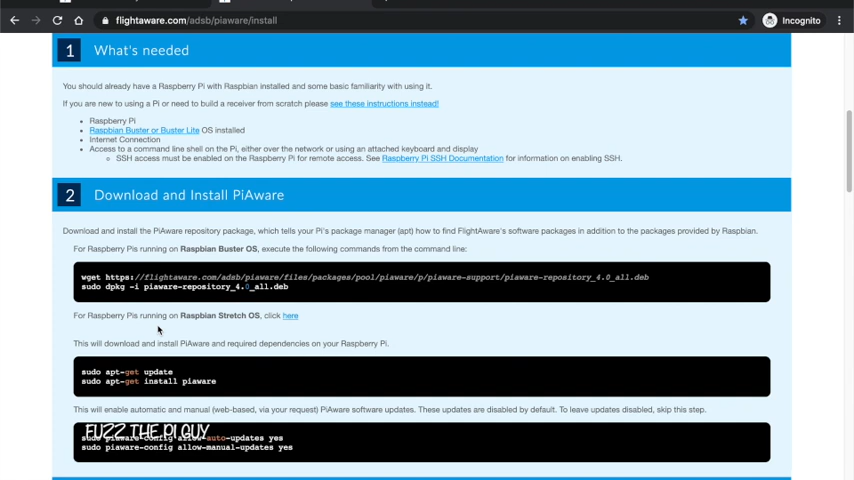 flightaware.com/adsb/piaware/install
Incognito
1 What's needed
You should already have a Raspberry Pi with Raspbian installed and some basic familiarity with using it.
If you are new to using a Pi or need to build a receiver from scratch please see these instructions instead!
Raspberry Pi
Raspbian Buster or Buster Lite OS installed
Internet Connection
Access to a command line shell on the Pi, either over the network or using an attached keyboard and display
SSH access must be enabled on the Raspberry Pi for remote access. See Raspberry Pi SSH Documentation for information on enabling SSH.
2 Download and Install PiAware
Download and install the PiAware repository package, which tells your Pi's package manager (apt) how to find FlightAware's software packages in addition to the packages provided by Raspbian.
For Raspberry Pis running on Raspbian Buster OS, execute the following commands from the command line:
wget https://flightaware.com/adsb/piaware/files/packages/pool/piaware/p/piaware-support/piaware-repository_4.0_all.deb
sudo dpkg -i piaware-repository_4.0_all.deb
For Raspberry Pis running on Raspbian Stretch OS, click here
This will download and install PiAware and required dependencies on your Raspberry Pi.
sudo apt-get update
sudo apt-get install piaware
This will enable automatic and manual (web-based, via your request) PiAware software updates. These updates are disabled by default. To leave updates disabled, skip this step.
FUZZ THE PI GUY
sudo piaware-config allow-auto-updates yes
sudo piaware-config allow-manual-updates yes